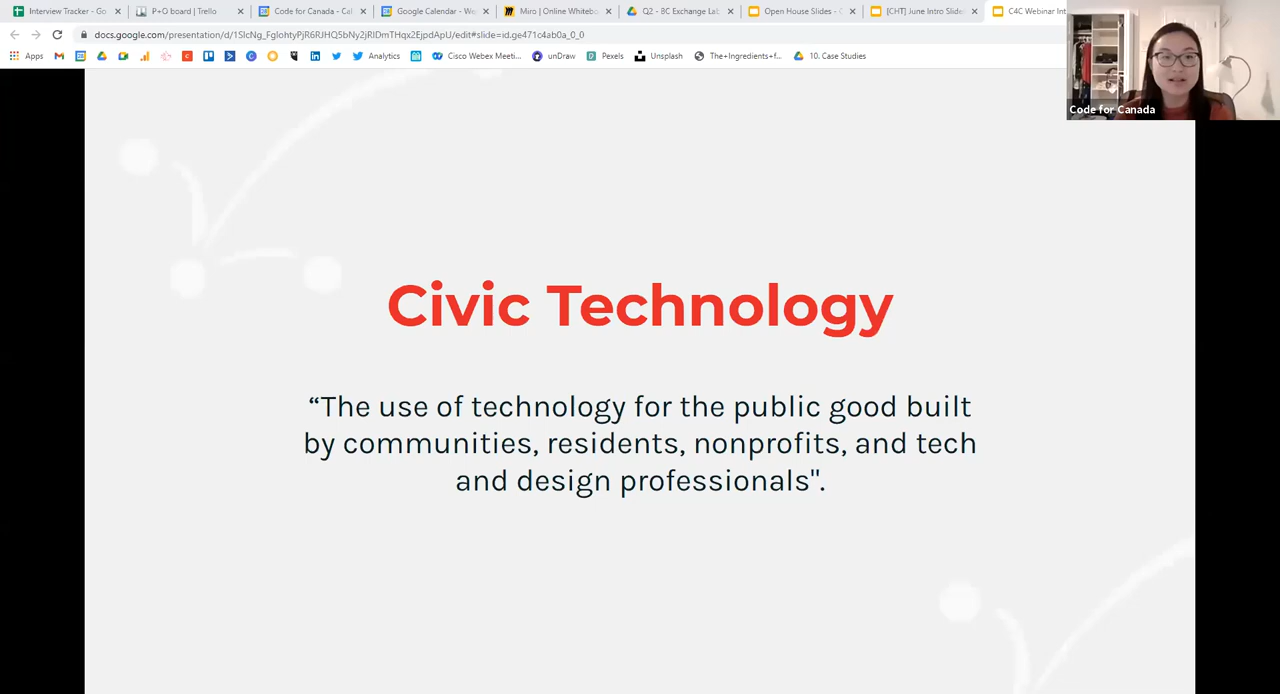 Interview Tracker - Go
P+O board | Trello
Code for Canada - Cal
Google Calendar - We
Miro | Online Whitebo
Q2 - BC Exchange Lab
Open House Slides - C
[CHT] June Intro Slide
C4C Webinar Int
docs.google.com/presentation/d/1SlcNg_FgIohtyPjR6RJHQ5bNy2jRIDmTHqx2EjpdApU/edit#slide=id.ge471c4ab0a_0_0
Apps
Analytics
Cisco Webex Meeti...
unDraw
Pexels
Unsplash
The+Ingredients+f...
10. Case Studies
Code for Canada
Civic Technology
“The use of technology for the public good built
by communities, residents, nonprofits, and tech
and design professionals".